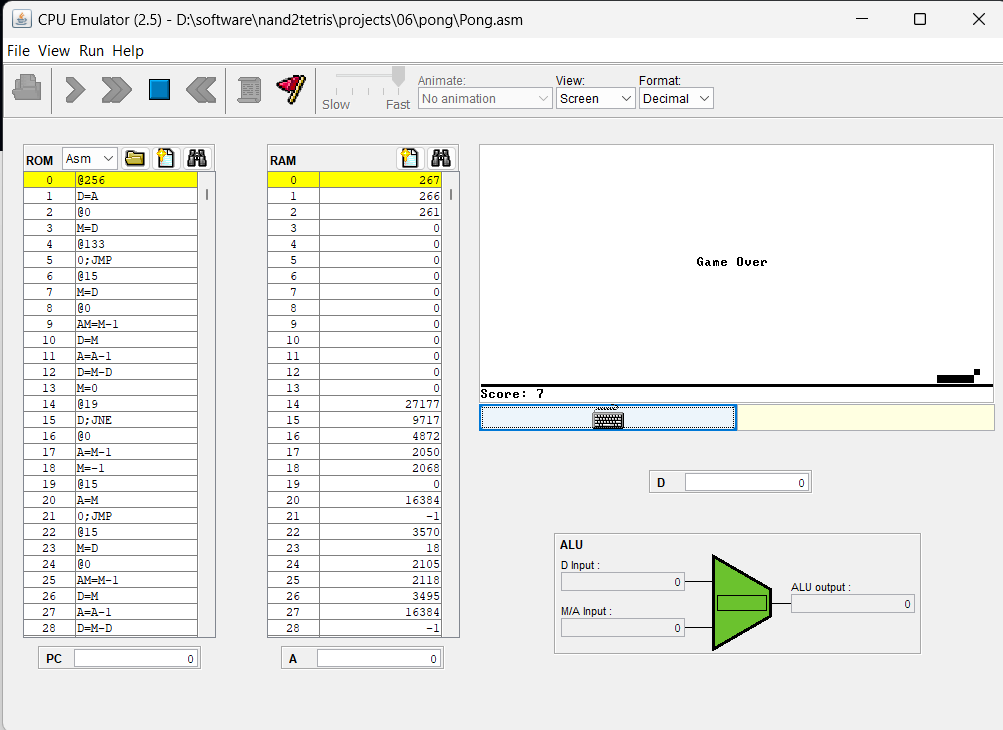 CPU Emulator (2.5) - D:\software\nand2tetris\projects\06\pong\Pong.asm
File View Run Help
Animate: View: Format:
Slow Fast No animation Screen Decimal
ROM Asm
0 @256
1 D=A
2 @0
3 M=D
4 @133
5 0;JMP
6 @15
7 M=D
8 @0
9 AM=M-1
10 D=M
11 A=A-1
12 D=M-D
13 M=0
14 @19
15 D;JNE
16 @0
17 A=M-1
18 M=-1
19 @15
20 A=M
21 0;JMP
22 @15
23 M=D
24 @0
25 AM=M-1
26 D=M
27 A=A-1
28 D=M-D
PC 0
RAM
0 267
1 266
2 261
3 0
4 0
5 0
6 0
7 0
8 0
9 0
10 0
11 0
12 0
13 0
14 27177
15 9717
16 4872
17 2050
18 2068
19 0
20 16384
21 -1
22 3570
23 18
24 2105
25 2118
26 3495
27 16384
28 -1
A 0
Game Over
Score: 7
D 0
ALU
D Input :
0
M/A Input :
0
ALU output :
0